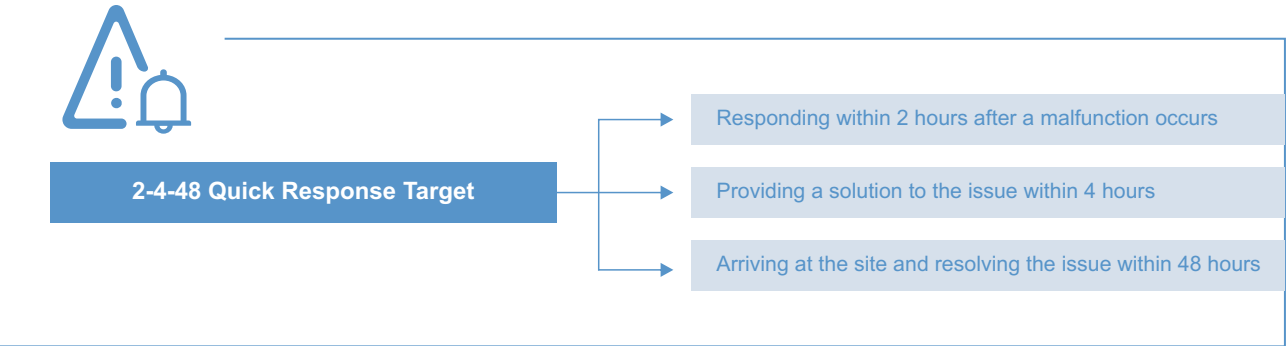 2-4-48 Quick Response Target
Responding within 2 hours after a malfunction occurs
Providing a solution to the issue within 4 hours
Arriving at the site and resolving the issue within 48 hours